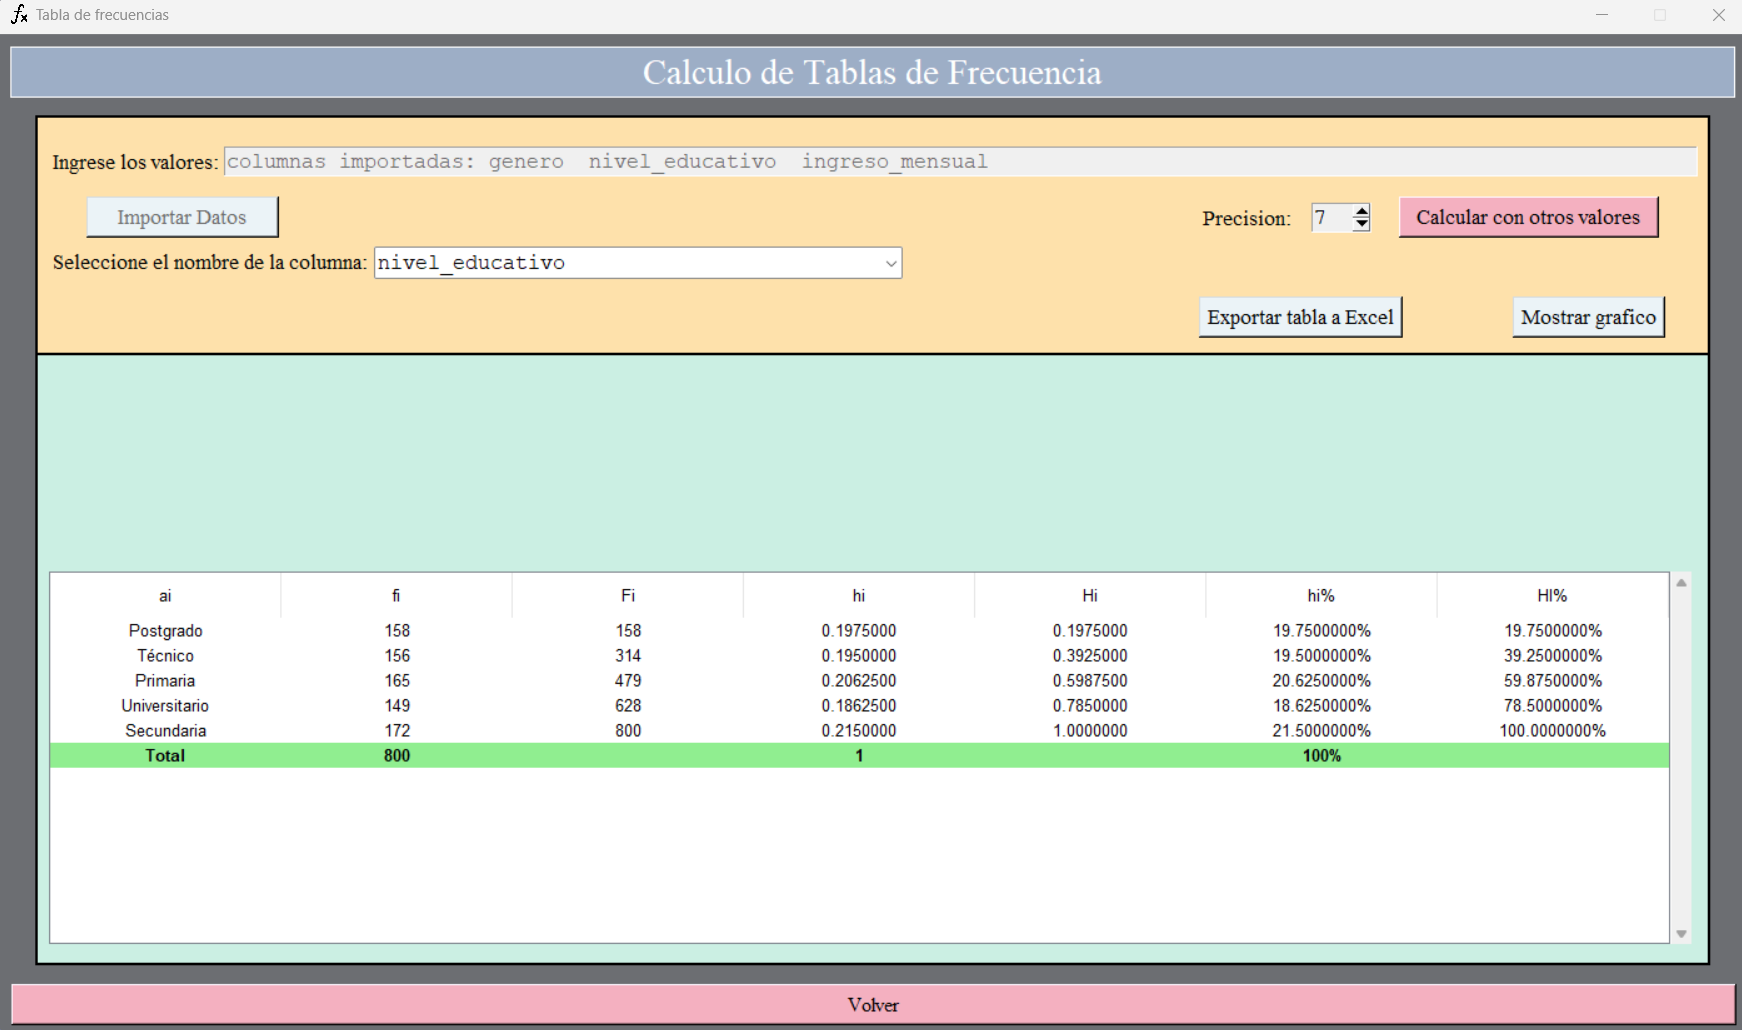 Tabla de frecuencias
Calculo de Tablas de Frecuencia
Ingrese los valores: columnas importadas: genero nivel_educativo ingreso_mensual
Importar Datos Precision: 7 Calcular con otros valores
Seleccione el nombre de la columna: nivel_educativo
Exportar tabla a Excel Mostrar grafico
ai fi Fi hi Hi hi% HI%
Postgrado 158 158 0.1975000 0.1975000 19.7500000% 19.7500000%
Técnico 156 314 0.1950000 0.3925000 19.5000000% 39.2500000%
Primaria 165 479 0.2062500 0.5987500 20.6250000% 59.8750000%
Universitario 149 628 0.1862500 0.7850000 18.6250000% 78.5000000%
Secundaria 172 800 0.2150000 1.0000000 21.5000000% 100.0000000%
Total 800 1 100%
Volver